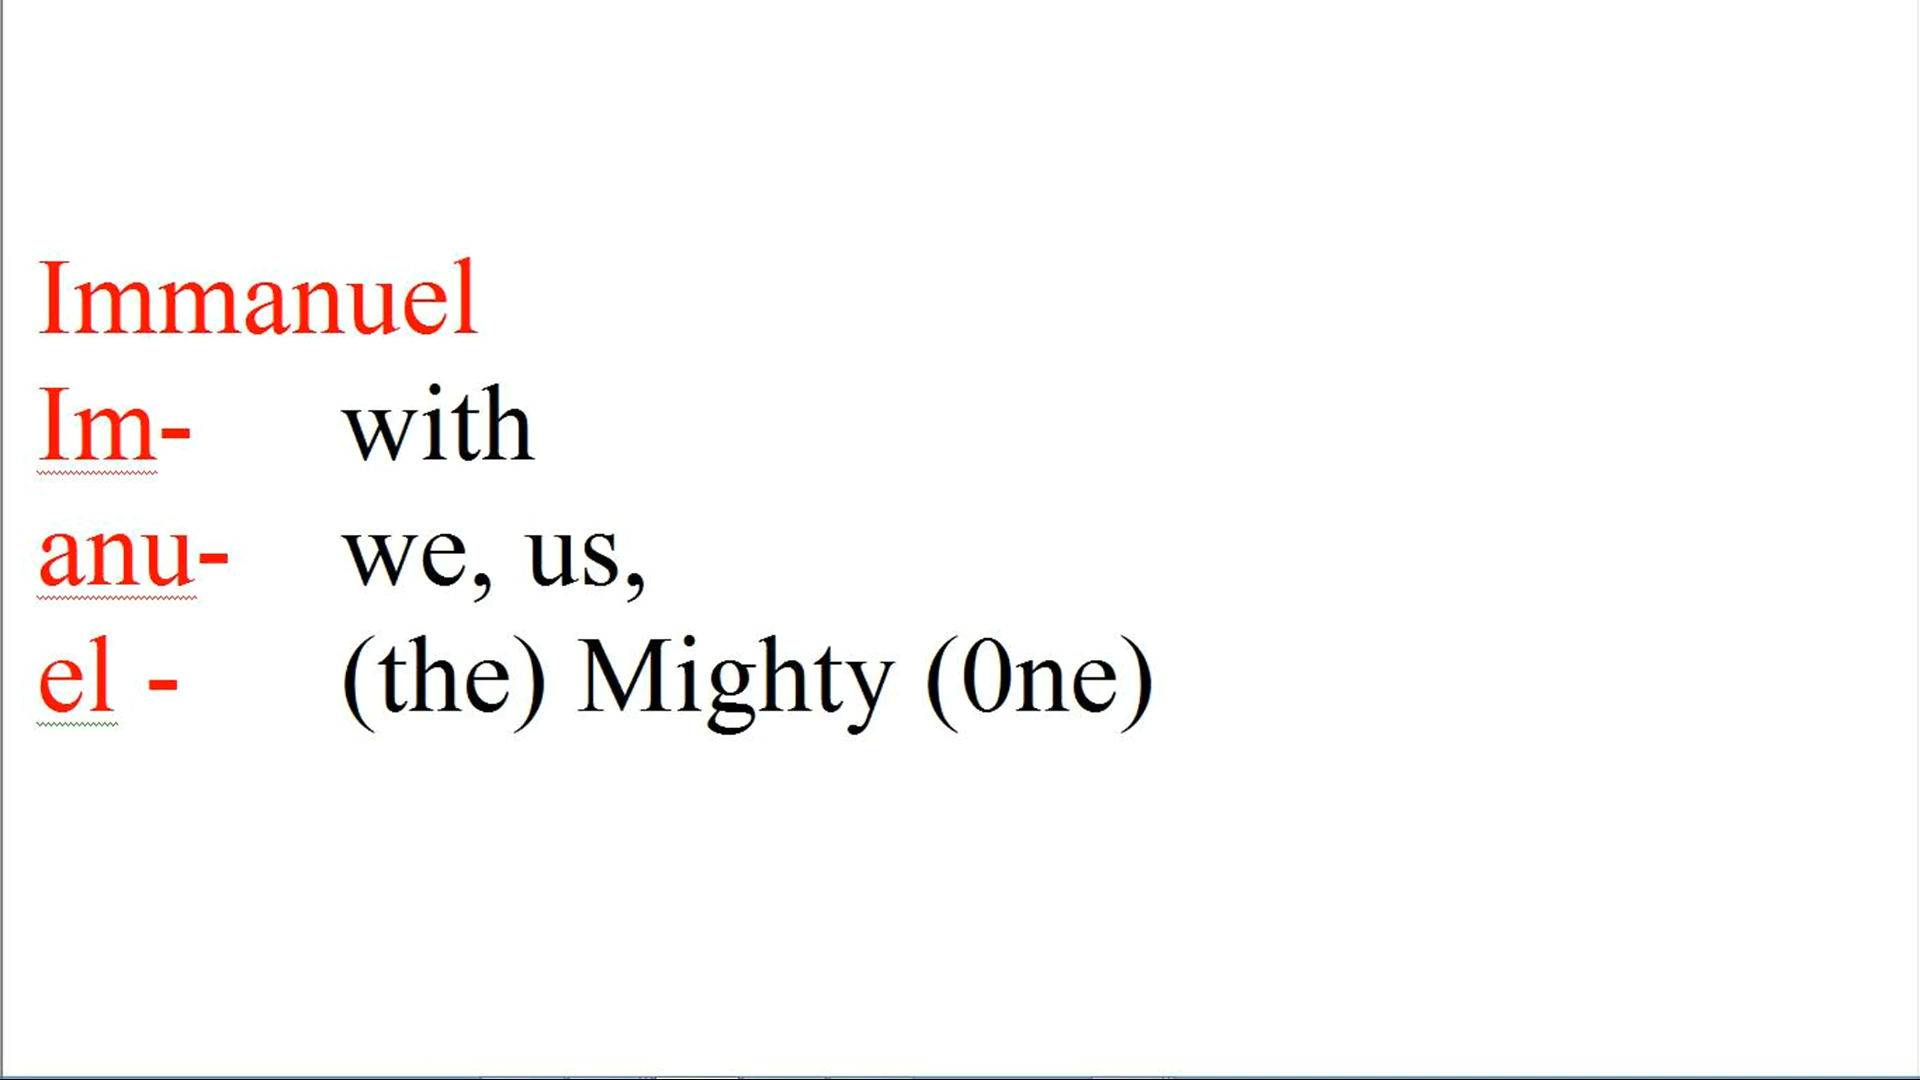 Immanuel
Im- with
anu- we, us,
el - (the) Mighty (0ne)